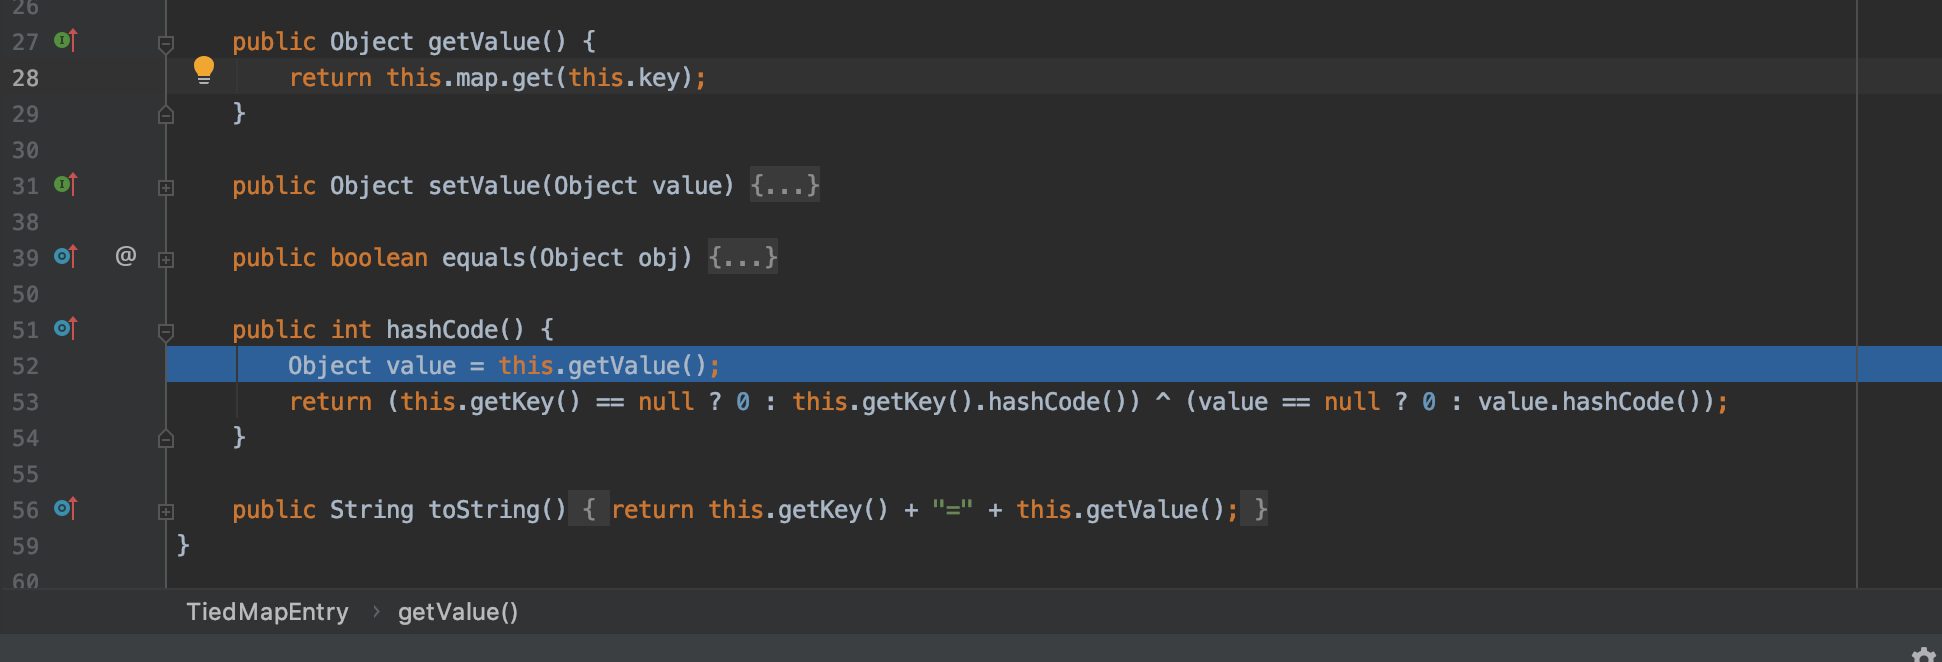 26
27 public Object getValue() {
28 return this.map.get(this.key);
29 }
30
31 public Object setValue(Object value) {...}
38
39 @ public boolean equals(Object obj) {...}
50
51 public int hashCode() {
52 Object value = this.getValue();
53 return (this.getKey() == null ? 0 : this.getKey().hashCode()) ^ (value == null ? 0 : value.hashCode());
54 }
55
56 public String toString() { return this.getKey() + "=" + this.getValue(); }
59 }
60
TiedMapEntry › getValue()